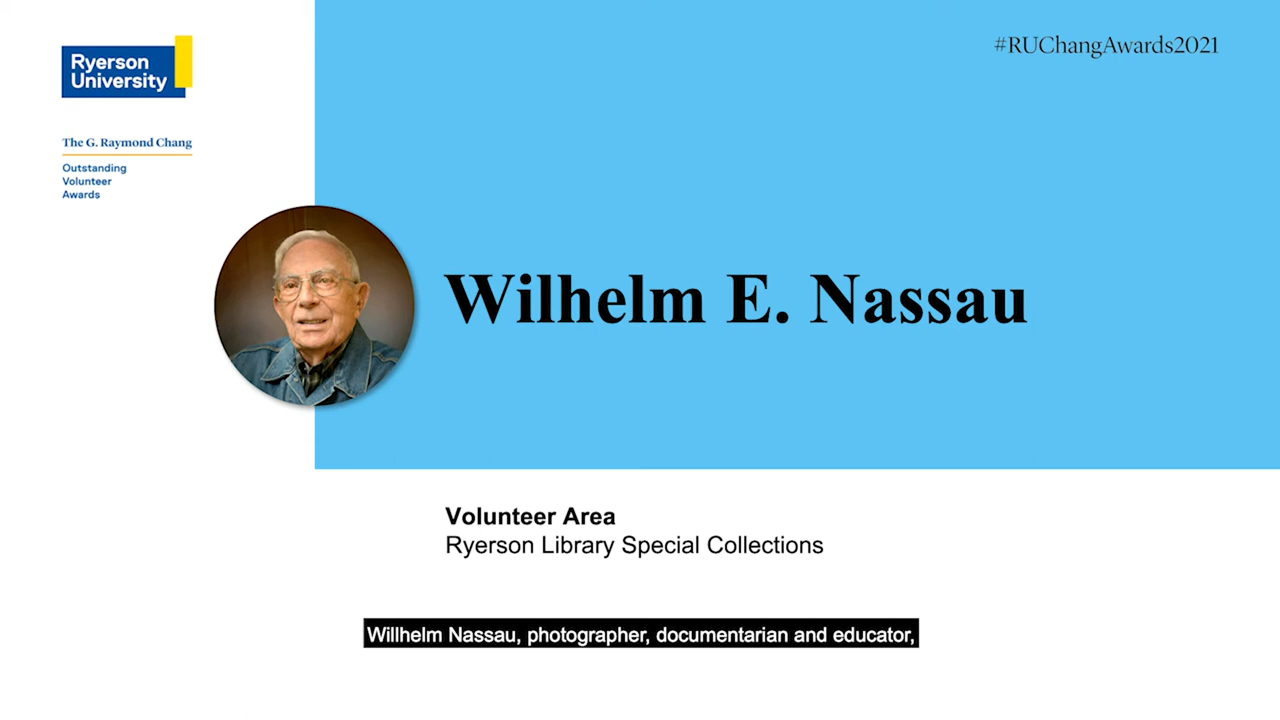 Ryerson
University
#RUChangAwards2021
The G. Raymond Chang
Outstanding
Volunteer
Awards
Wilhelm E. Nassau
Volunteer Area
Ryerson Library Special Collections
Willhelm Nassau, photographer, documentarian and educator,